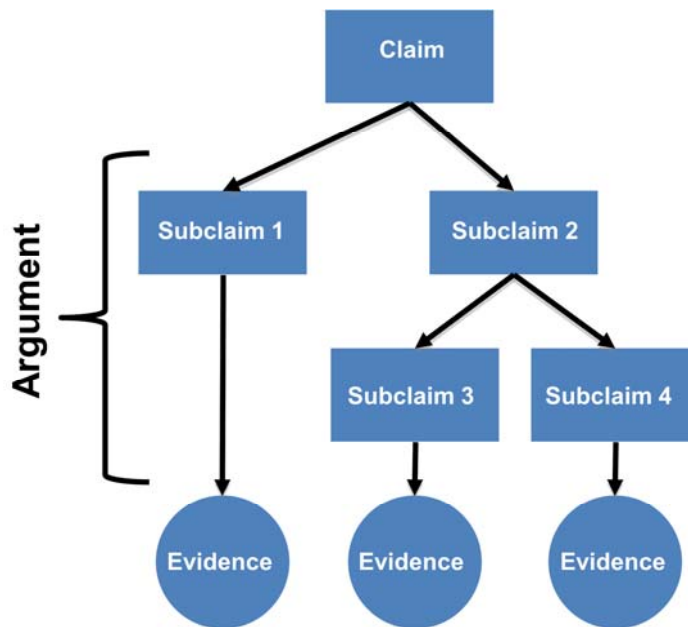 Claim
Argument
Subclaim 1
Subclaim 2
Subclaim 3
Subclaim 4
Evidence
Evidence
Evidence